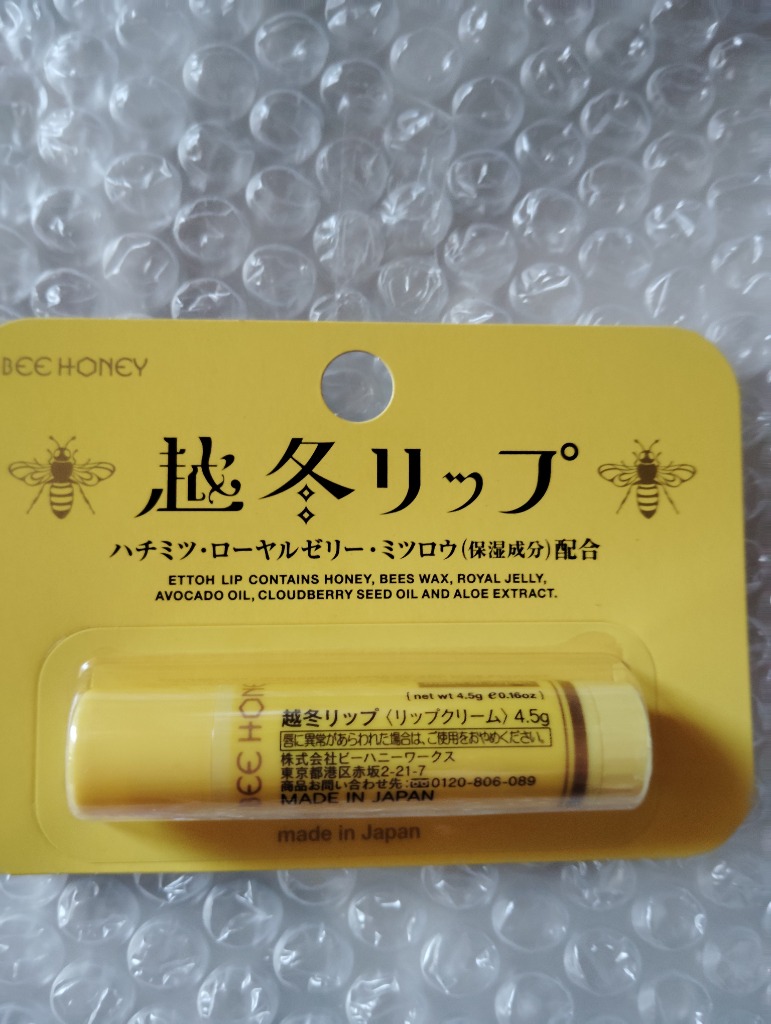 BEE HONEY
越冬リップ
ハチミツ・ローヤルゼリー・ミツロウ(保湿成分)配合
ETTOH LIP CONTAINS HONEY, BEES WAX, ROYAL JELLY,
AVOCADO OIL, CLOUDBERRY SEED OIL AND ALOE EXTRACT.
BEE HONE
(net wt 4.5g ℮0.16oz)
越冬リップ〈リップクリーム〉4.5g
唇に異常があらわれた場合は、ご使用をおやめください。
株式会社ビーハニーワークス
東京都港区赤坂2-21-7
商品お問い合わせ先:0120-806-089
MADE IN JAPAN
made in Japan